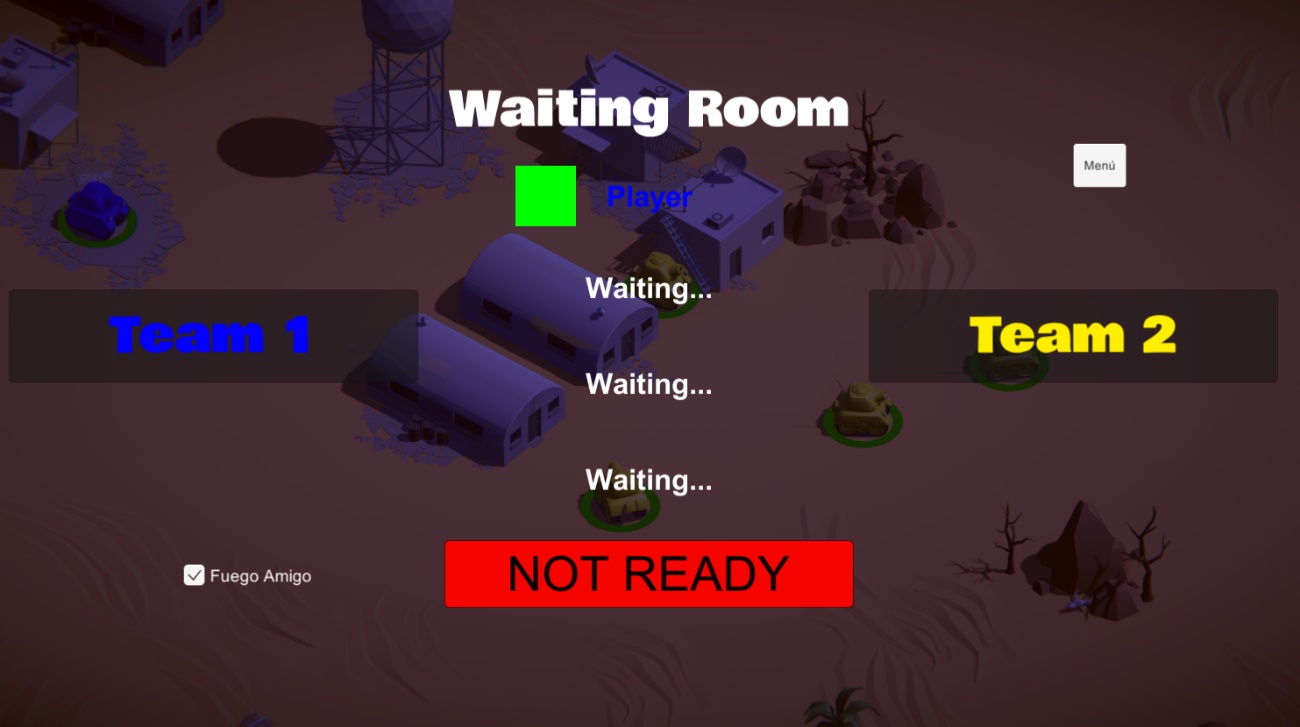 Waiting Room
Menú
Player
Waiting...
Team 1
Team 2
Waiting...
Waiting...
Fuego Amigo
NOT READY